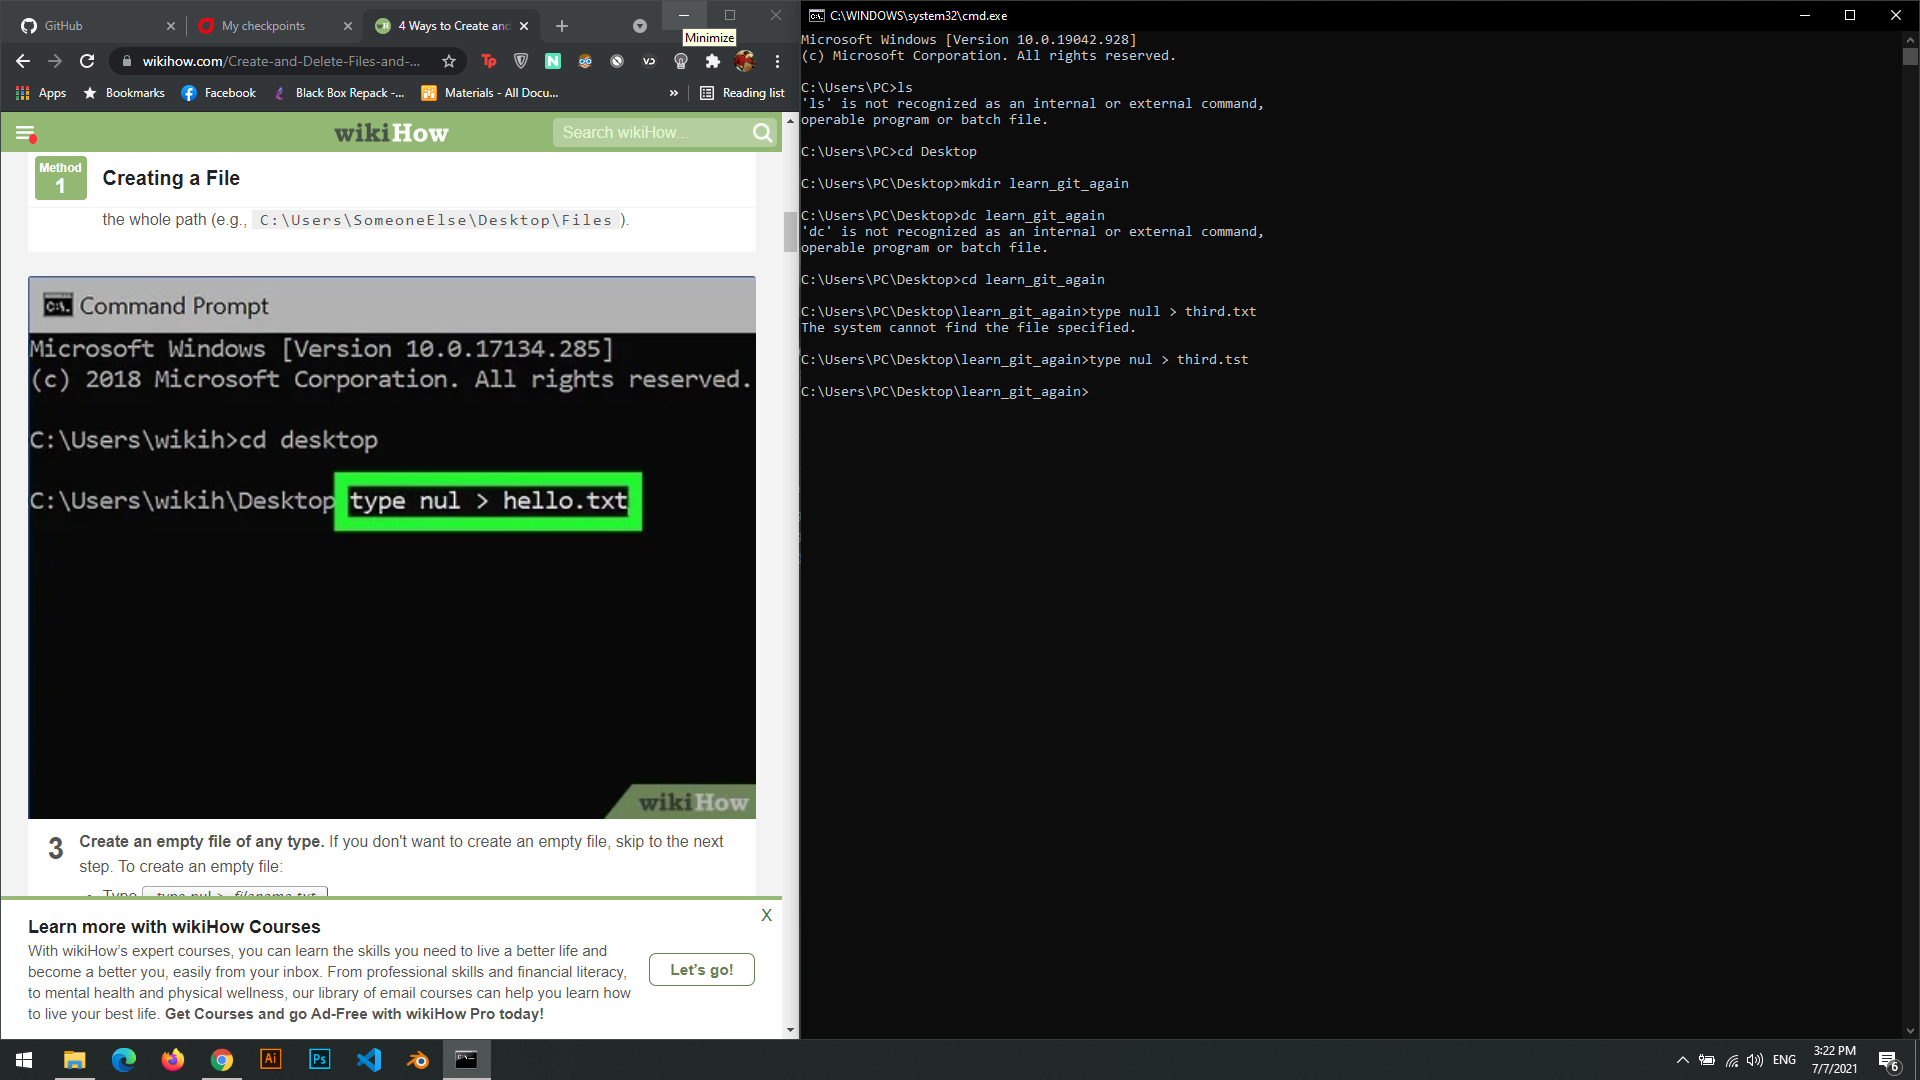 GitHub
My checkpoints
4 Ways to Create and
Minimize
wikihow.com/Create-and-Delete-Files-and-...
Tp
N
Apps
Bookmarks
Facebook
Black Box Repack -...
Materials - All Docu...
»
Reading list
wikiHow
Search wikiHow...
Method
1
Creating a File
the whole path (e.g., C:\Users\SomeoneElse\Desktop\Files ).
Command Prompt
Microsoft Windows [Version 10.0.17134.285]
(c) 2018 Microsoft Corporation. All rights reserved.
C:\Users\wikih>cd desktop
C:\Users\wikih\Desktop type nul > hello.txt
wikiHow
3 Create an empty file of any type. If you don't want to create an empty file, skip to the next
step. To create an empty file:
Type type nul > filename.txt
Learn more with wikiHow Courses
X
With wikiHow’s expert courses, you can learn the skills you need to live a better life and
become a better you, easily from your inbox. From professional skills and financial literacy,
to mental health and physical wellness, our library of email courses can help you learn how
to live your best life. Get Courses and go Ad-Free with wikiHow Pro today!
Let’s go!
C:\WINDOWS\system32\cmd.exe
Microsoft Windows [Version 10.0.19042.928]
(c) Microsoft Corporation. All rights reserved.
C:\Users\PC>ls
'ls' is not recognized as an internal or external command,
operable program or batch file.
C:\Users\PC>cd Desktop
C:\Users\PC\Desktop>mkdir learn_git_again
C:\Users\PC\Desktop>dc learn_git_again
'dc' is not recognized as an internal or external command,
operable program or batch file.
C:\Users\PC\Desktop>cd learn_git_again
C:\Users\PC\Desktop\learn_git_again>type null > third.txt
The system cannot find the file specified.
C:\Users\PC\Desktop\learn_git_again>type nul > third.tst
C:\Users\PC\Desktop\learn_git_again>
Ai
Ps
ENG
3:22 PM
7/7/2021
6